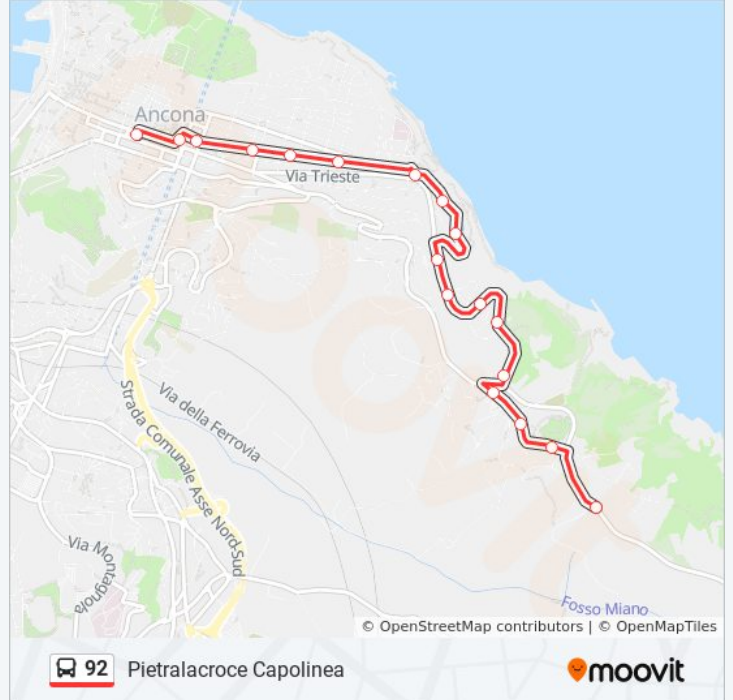 Ancona
Via Trieste
Via della Ferrovia
Strada Comunale Asse Nord-Sud
Via Montagnola
Fosso Miano
© OpenStreetMap contributors | © OpenMapTiles
92 Pietralacroce Capolinea
moovit